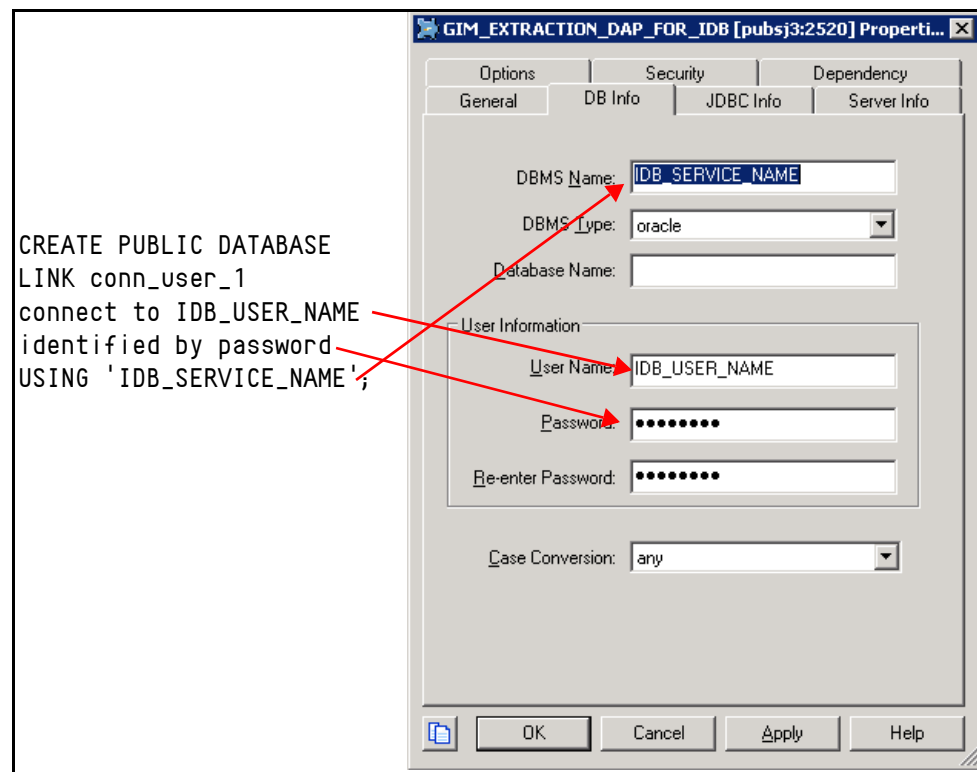 GIM_EXTRACTION_DAP_FOR_IDB [pubsj3:2520] Properti...
Options Security Dependency
General DB Info JDBC Info Server Info
DBMS Name: IDB_SERVICE_NAME
DBMS Type: oracle
Database Name:
CREATE PUBLIC DATABASE
LINK conn_user_1
connect to IDB_USER_NAME
identified by password
USING 'IDB_SERVICE_NAME';
User Information
User Name: IDB_USER_NAME
Password: ●●●●●●●●
Re-enter Password: ●●●●●●●●
Case Conversion: any
OK Cancel Apply Help